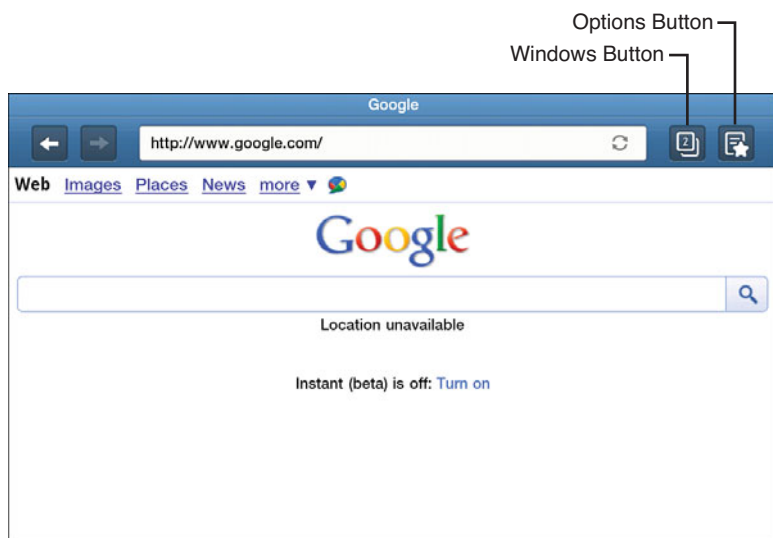 Options Button
Windows Button
Google
http://www.google.com/
2
Web Images Places News more ▼
Google
Location unavailable
Instant (beta) is off: Turn on